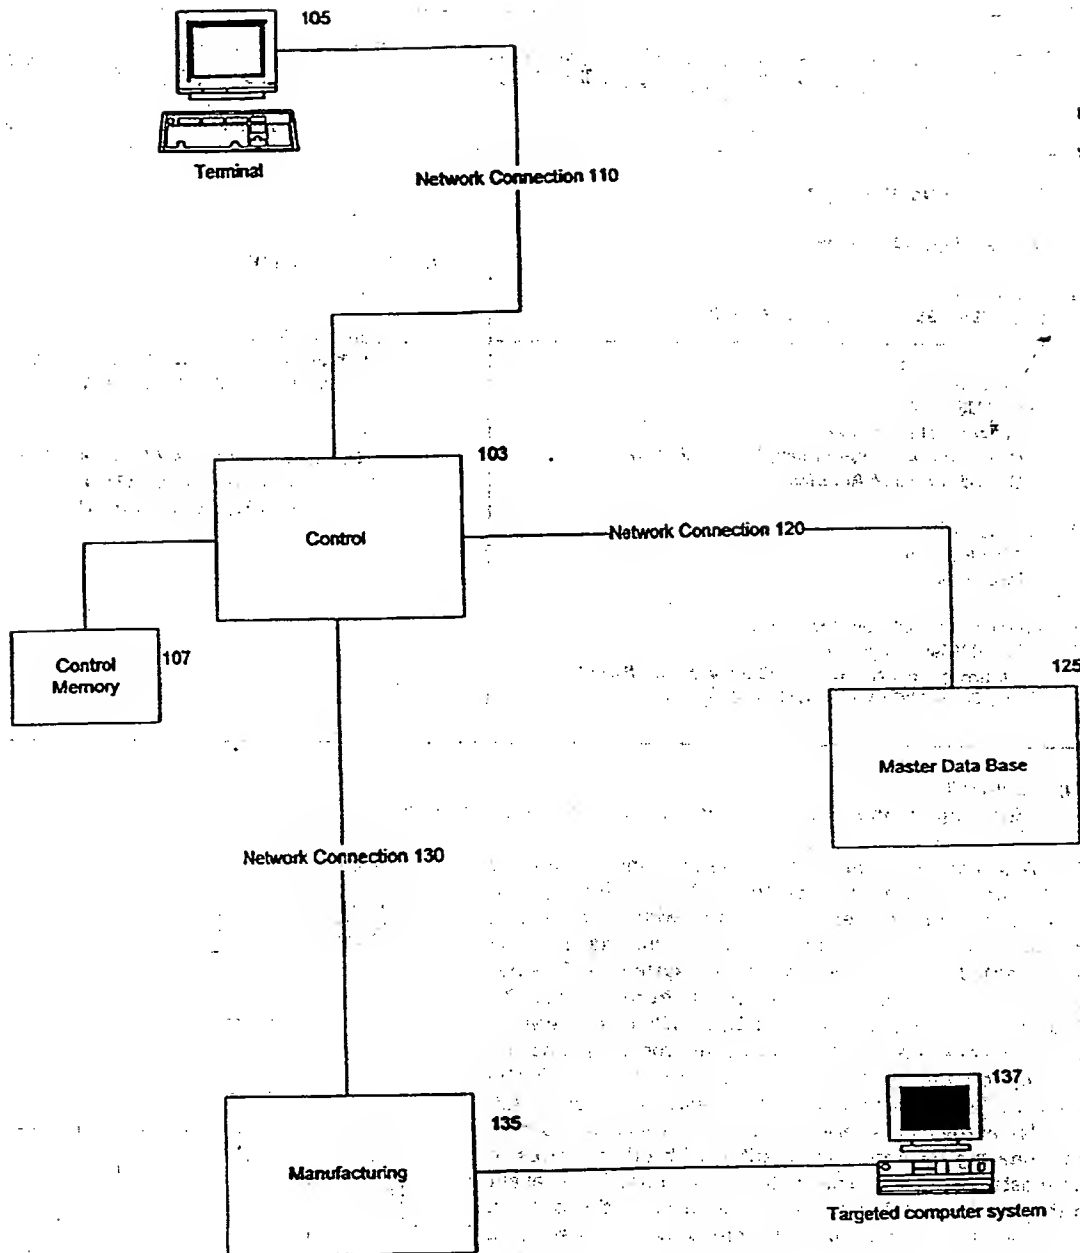 105
Terminal
Network Connection 110
103
Control
Network Connection 120
Control
Memory
107
125
Master Data Base
Network Connection 130
137
135
Manufacturing
Targeted computer system